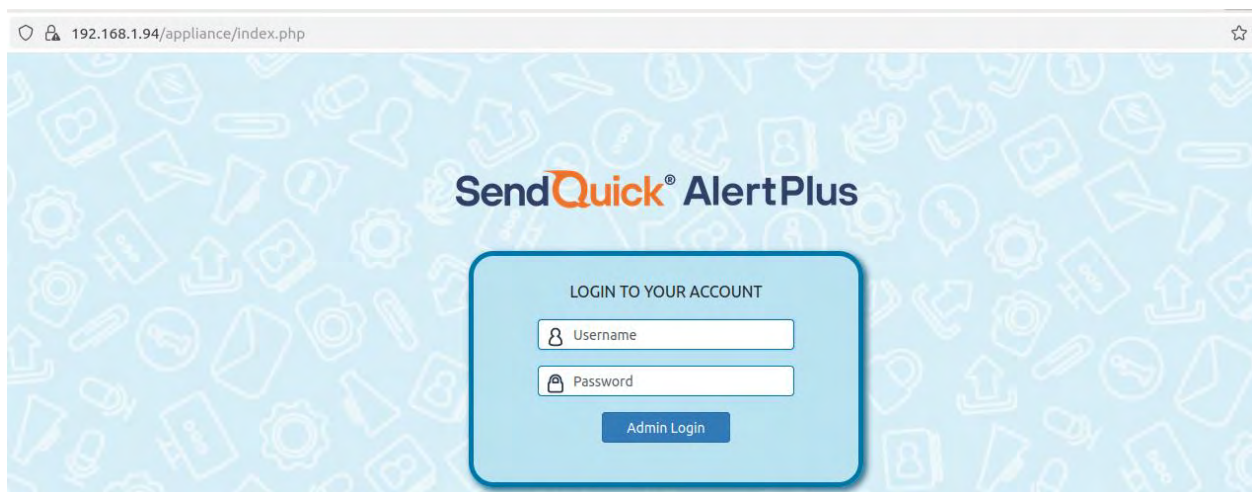 192.168.1.94/appliance/index.php
SendQuick® AlertPlus
LOGIN TO YOUR ACCOUNT
Username
Password
Admin Login